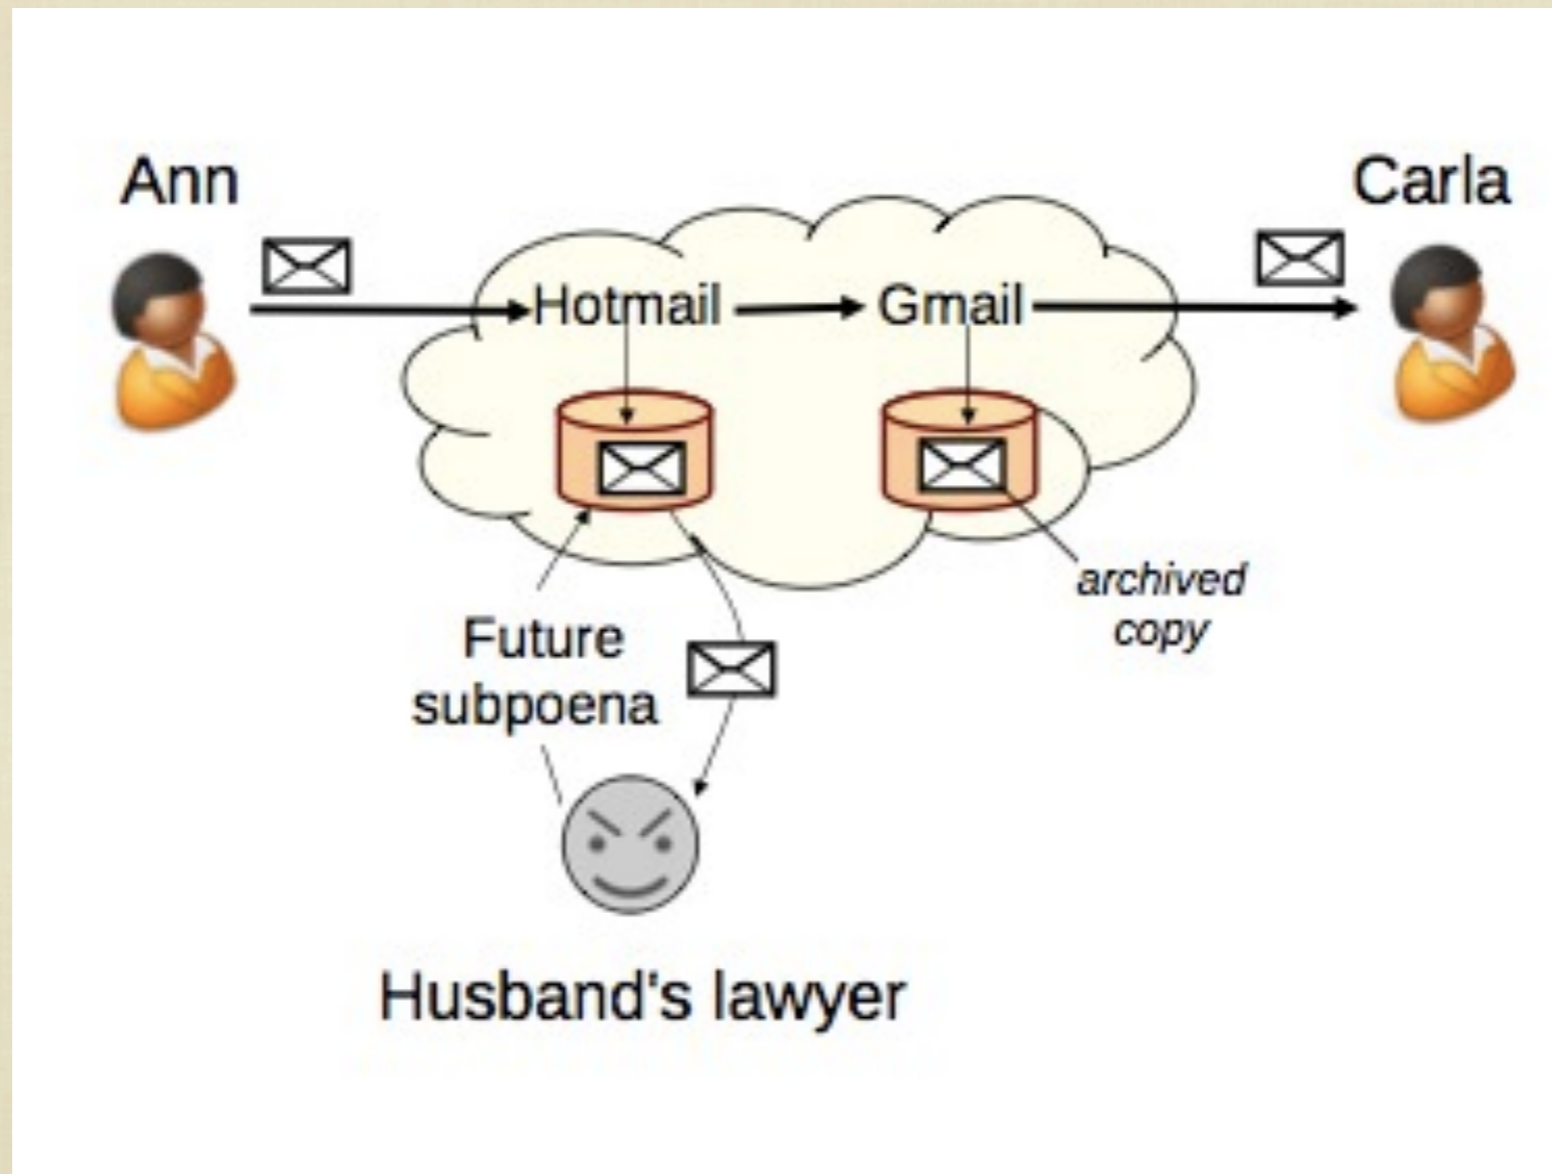 Ann
Carla
Hotmail
Gmail
archived
copy
Future
subpoena
Husband's lawyer